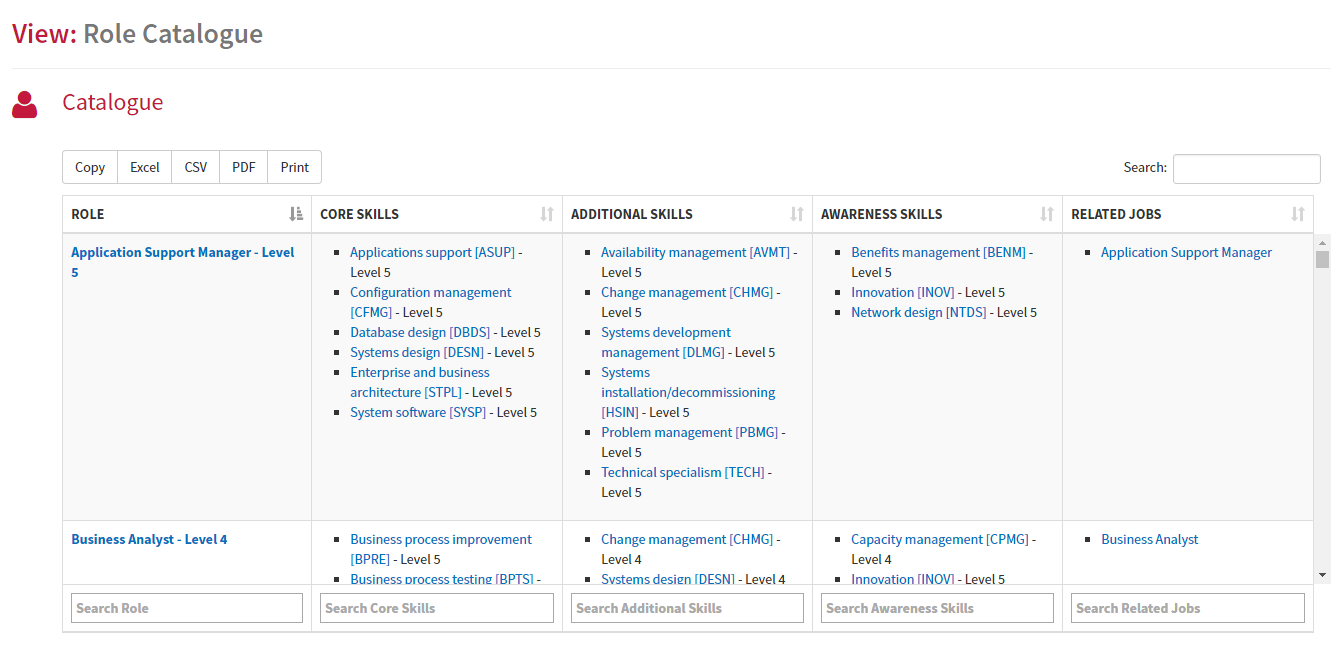 View: Role Catalogue
Catalogue
Copy Excel CSV PDF Print
Search:
ROLE CORE SKILLS ADDITIONAL SKILLS AWARENESS SKILLS RELATED JOBS
Application Support Manager - Level
5
Applications support [ASUP] -
Level 5
Configuration management
[CFMG] - Level 5
Database design [DBDS] - Level 5
Systems design [DESN] - Level 5
Enterprise and business
architecture [STPL] - Level 5
System software [SYSP] - Level 5
Availability management [AVMT] -
Level 5
Change management [CHMG] -
Level 5
Systems development
management [DLMG] - Level 5
Systems
installation/decommissioning
[HSIN] - Level 5
Problem management [PBMG] -
Level 5
Technical specialism [TECH] -
Level 5
Benefits management [BENM] -
Level 5
Innovation [INOV] - Level 5
Network design [NTDS] - Level 5
Application Support Manager
Business Analyst - Level 4
Business process improvement
[BPRE] - Level 5
Business process testing [BPTS] -
Change management [CHMG] -
Level 4
Systems design [DESN] - Level 4
Capacity management [CPMG] -
Level 4
Innovation [INOV] - Level 5
Business Analyst
Search Role Search Core Skills Search Additional Skills Search Awareness Skills Search Related Jobs